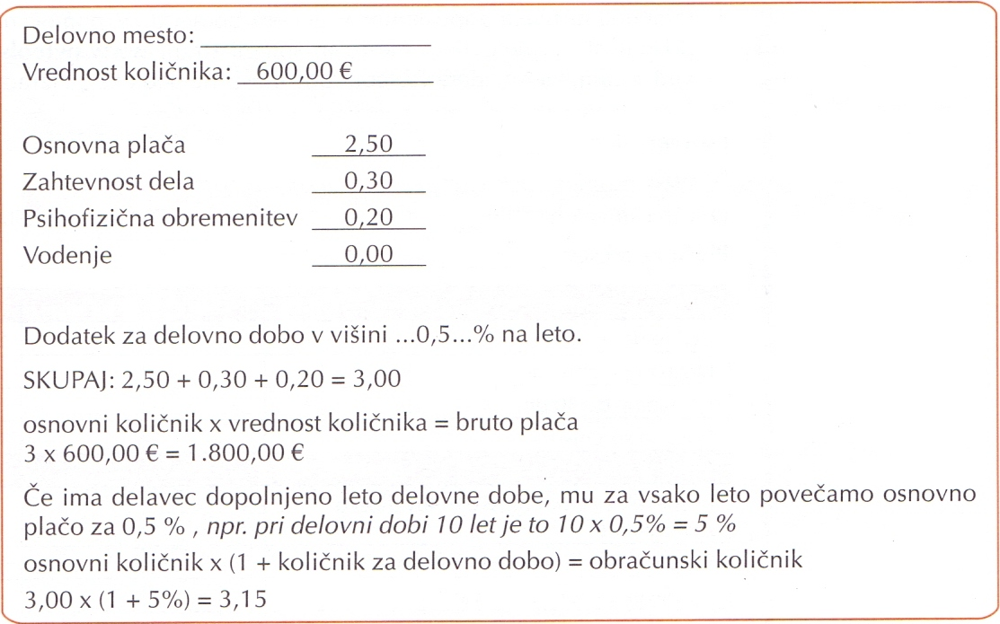 Delovno mesto: ____________________
Vrednost količnika: 600,00 €
Osnovna plača 2,50
Zahtevnost dela 0,30
Psihofizična obremenitev 0,20
Vodenje 0,00
Dodatek za delovno dobo v višini ...0,5...% na leto.
SKUPAJ: 2,50 + 0,30 + 0,20 = 3,00
osnovni količnik x vrednost količnika = bruto plača
3 x 600,00 € = 1.800,00 €
Če ima delavec dopolnjeno leto delovne dobe, mu za vsako leto povečamo osnovno
plačo za 0,5 % , npr. pri delovni dobi 10 let je to 10 x 0,5% = 5 %
osnovni količnik x (1 + količnik za delovno dobo) = obračunski količnik
3,00 x (1 + 5%) = 3,15